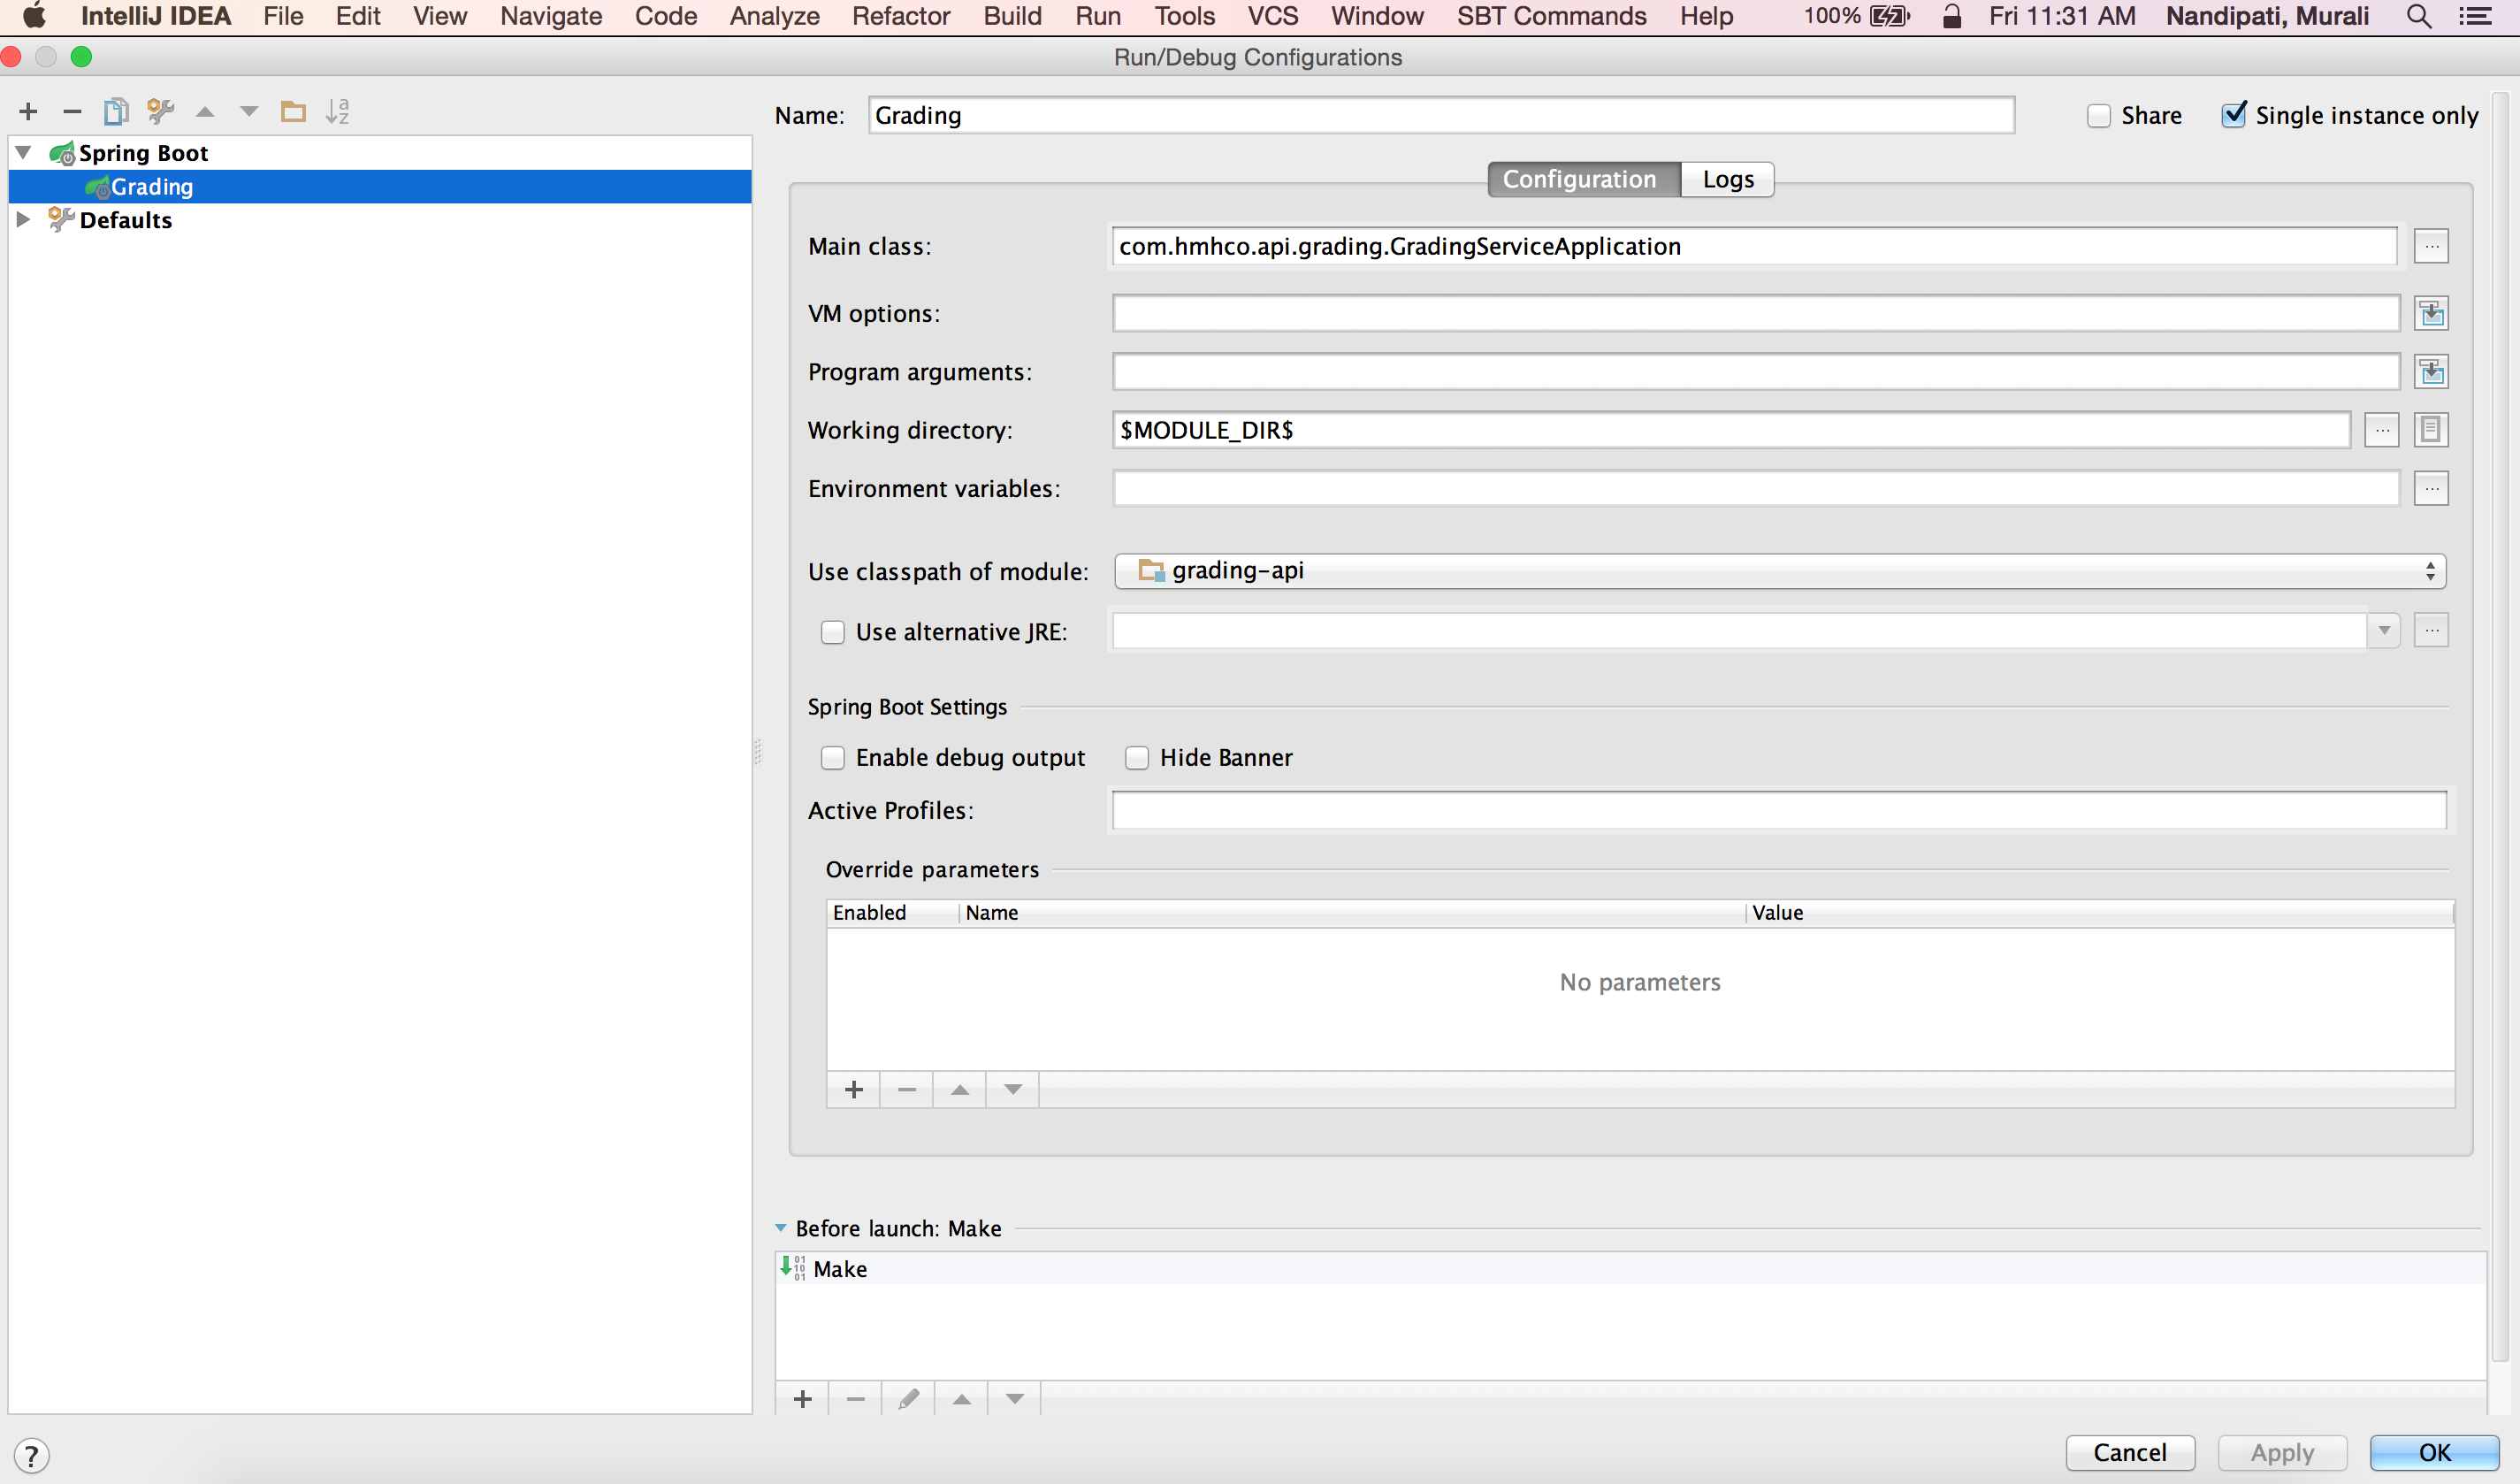 IntelliJ IDEA File Edit View Navigate Code Analyze Refactor Build Run Tools VCS Window SBT Commands Help 100% Fri 11:31 AM Nandipati, Murali
Run/Debug Configurations
Name: Grading Share Single instance only
Spring Boot
Grading
Defaults
Configuration Logs
Main class: com.hmhco.api.grading.GradingServiceApplication ...
VM options:
Program arguments:
Working directory: $MODULE_DIR$ ...
Environment variables: ...
Use classpath of module: grading-api
Use alternative JRE: ...
Spring Boot Settings
Enable debug output Hide Banner
Active Profiles:
Override parameters
Enabled Name Value
No parameters
Before launch: Make
Make
? Cancel Apply OK